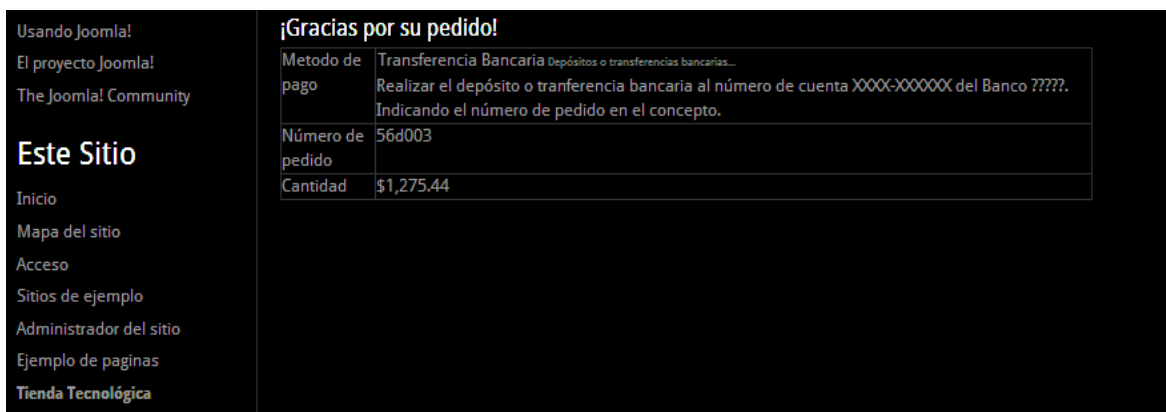 Usando Joomla!
El proyecto Joomla!
The Joomla! Community
Este Sitio
Inicio
Mapa del sitio
Acceso
Sitios de ejemplo
Administrador del sitio
Ejemplo de paginas
Tienda Tecnológica
¡Gracias por su pedido!
Metodo de pago
Transferencia Bancaria Depósitos o transferencias bancarias...
Realizar el depósito o tranferencia bancaria al número de cuenta XXXX-XXXXXX del Banco ?????.
Indicando el número de pedido en el concepto.
Número de pedido
56d003
Cantidad
$1,275.44